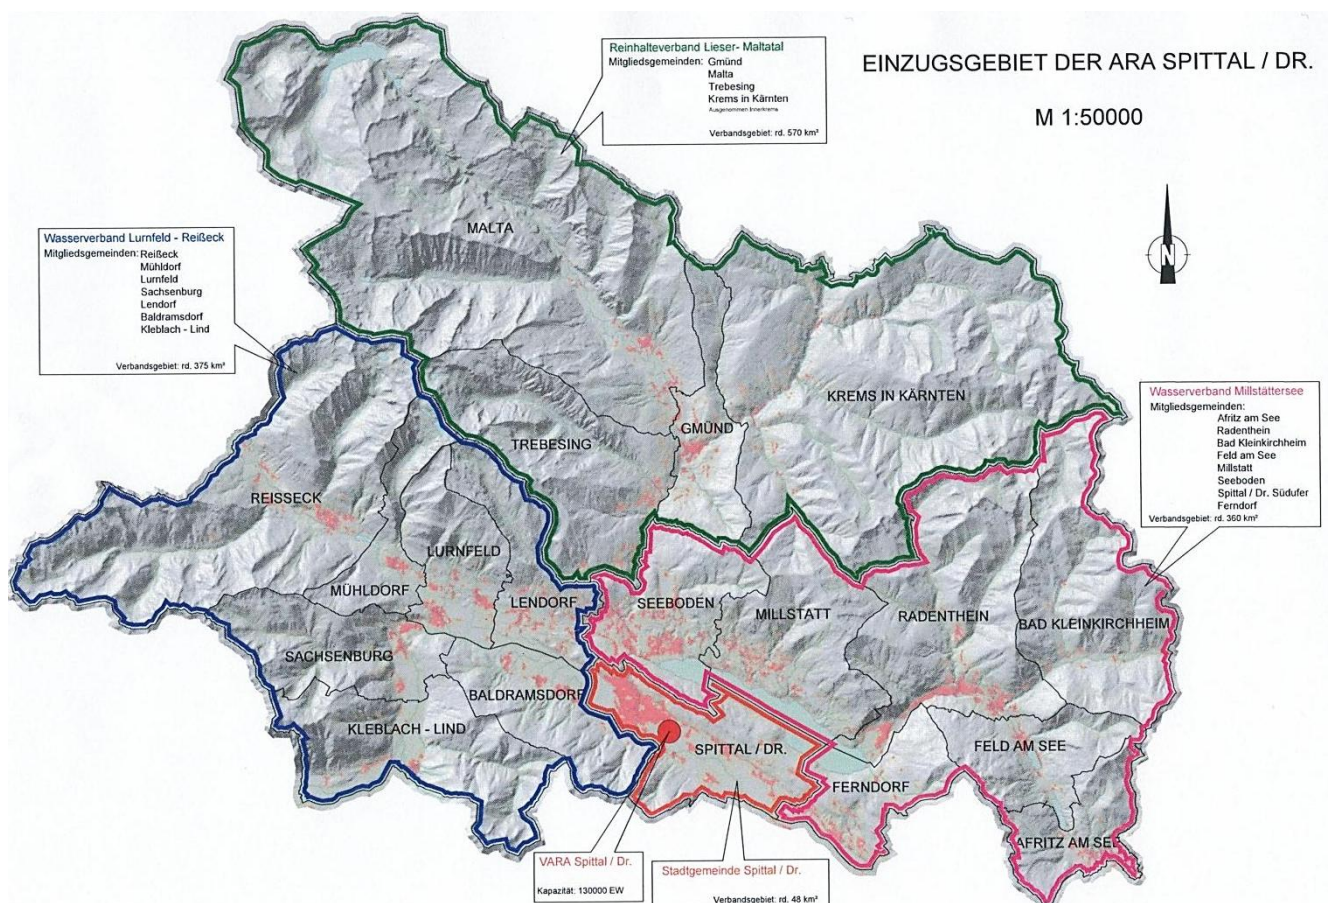 EINZUGSGEBIET DER ARA SPITTAL / DR.
M 1:50000
N
Reinhalteverband Lieser- Maltatal
Mitgliedsgemeinden: Gmünd
Malta
Trebesing
Krems in Kärnten
Ausgenommen Innerkrems
Verbandsgebiet: rd. 570 km²
Wasserverband Lurnfeld - Reißeck
Mitgliedsgemeinden: Reißeck
Mühldorf
Lurnfeld
Sachsenburg
Lendorf
Baldramsdorf
Kleblach - Lind
Verbandsgebiet: rd. 375 km²
Wasserverband Millstättersee
Mitgliedsgemeinden:
Afritz am See
Radenthein
Bad Kleinkirchheim
Feld am See
Millstatt
Seeboden
Spittal / Dr. Südufer
Ferndorf
Verbandsgebiet: rd. 360 km²
MALTA
KREMS IN KÄRNTEN
GMÜND
TREBESING
REISSECK
LURNFELD
MÜHLDORF
LENDORF
SEEBODEN
MILLSTATT
RADENTHEIN
BAD KLEINKIRCHHEIM
SACHSENBURG
BALDRAMSDORF
KLEBLACH - LIND
SPITTAL / DR.
FELD AM SEE
FERNDORF
AFRITZ AM SEE
VARA Spittal / Dr.
Kapazität: 130000 EW
Stadtgemeinde Spittal / Dr.
Verbandsgebiet: rd. 48 km²